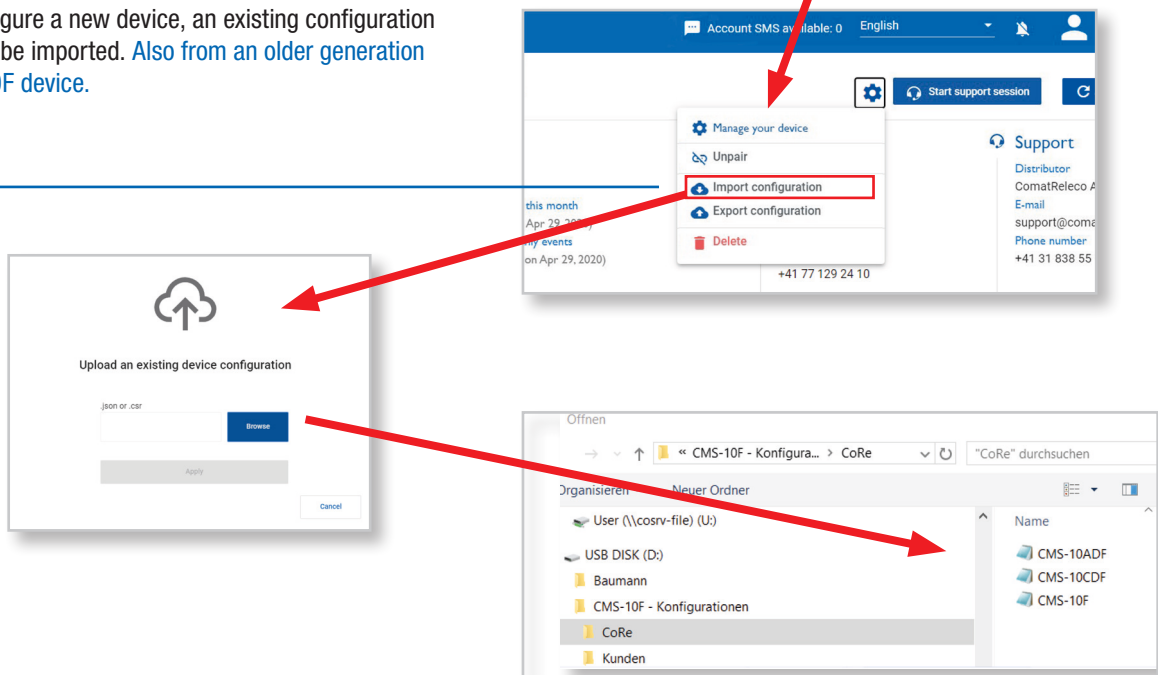 gure a new device, an existing configuration
be imported. Also from an older generation
DF device.
Account SMS available: 0 English
Start support session
C
Manage your device
Unpair
Import configuration
Export configuration
Delete
this month
Apr 29, 2020)
events
on Apr 29, 2020)
+41 77 129 24 10
Support
Distributor
ComatReleco A
E-mail
support@coma
Phone number
+41 31 838 55
Upload an existing device configuration
.json or .csr
Browse
Apply
Cancel
Öffnen
« CMS-10F - Konfigura... > CoRe
"CoRe" durchsuchen
Organisieren Neuer Ordner
User (\\cosrv-file) (U:)
USB DISK (D:)
Baumann
CMS-10F - Konfigurationen
CoRe
Kunden
Name
CMS-10ADF
CMS-10CDF
CMS-10F